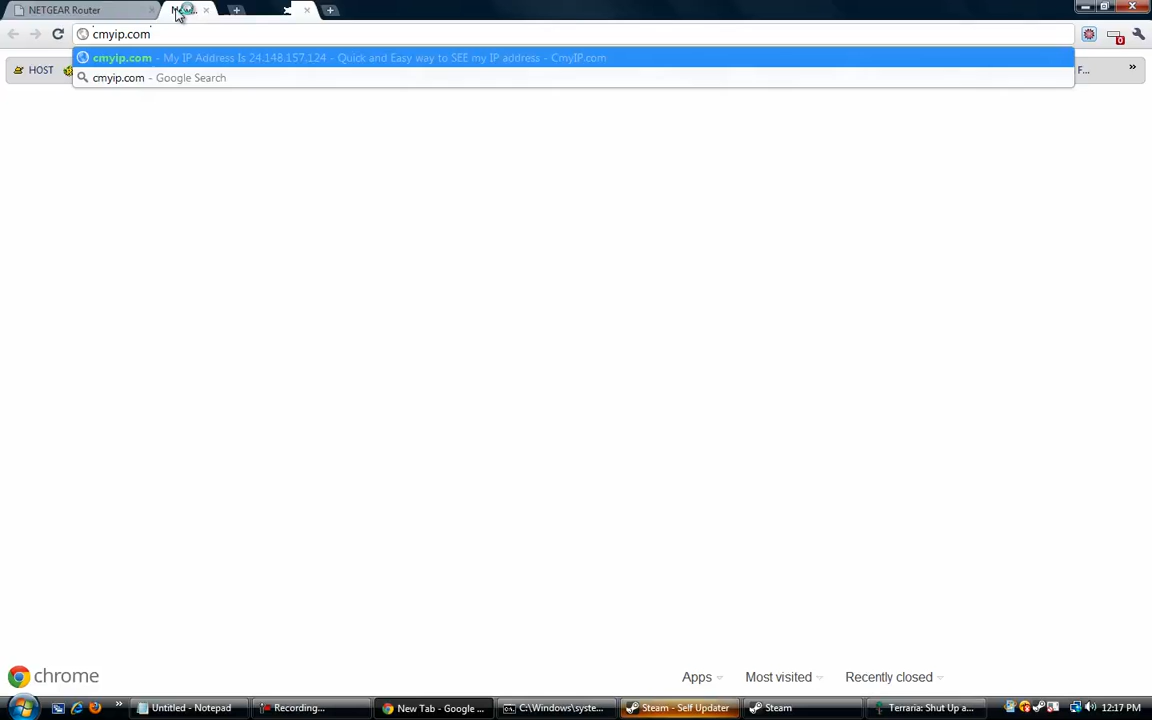 NETGEAR Router
cmyip.com
cmyip.com - My IP Address Is 24.148.157.124 - Quick and Easy way to SEE my IP address - CmyIP.com
cmyip.com - Google Search
HOST
F...
0
chrome
Apps
Most visited
Recently closed
Untitled - Notepad
Recording...
New Tab - Google ...
C:\Windows\syste...
Steam - Self Updater
Steam
Terraria: Shut Up a...
12:17 PM